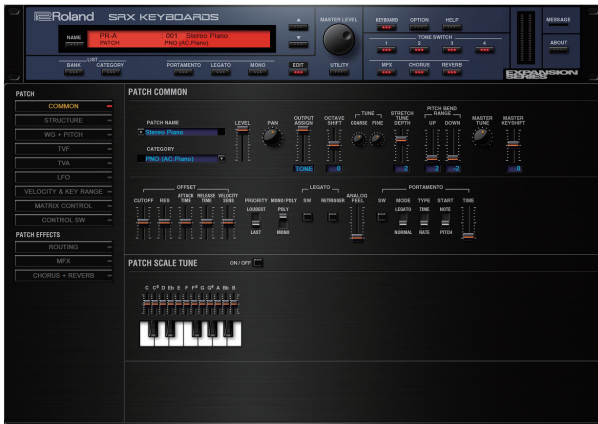 Roland SRX KEYBOARDS
PR-A : 001 Stereo Piano
PATCH PNO (AC.Piano)
NAME
LIST
BANK CATEGORY PORTAMENTO LEGATO MONO EDIT UTILITY
MASTER LEVEL
KEYBOARD OPTION HELP
TONE SWITCH
1 2 3 4
MFX CHORUS REVERB
MESSAGE
ABOUT
EXPANSION
SERIES
PATCH
COMMON
STRUCTURE
WG + PITCH
TVF
TVA
LFO
VELOCITY & KEY RANGE
MATRIX CONTROL
CONTROL SW
PATCH EFFECTS
ROUTING
MFX
CHORUS + REVERB
PATCH COMMON
PATCH NAME
Stereo Piano
CATEGORY
PNO (AC.Piano)
LEVEL
PAN
OUTPUT
ASSIGN
TONE
OCTAVE
SHIFT
0
TUNE
COARSE FINE
STRETCH
TUNE
DEPTH
2
PITCH BEND
RANGE
UP DOWN
2 -2
MASTER
TUNE
MASTER
KEYSHIFT
0
OFFSET
CUTOFF RES ATTACK TIME RELEASE TIME VELOCITY SENS
PRIORITY
LOUDEST
LAST
MONO/POLY
POLY
MONO
LEGATO
SW RETRIGGER
ANALOG
FEEL
PORTAMENTO
SW MODE TYPE START TIME
LEGATO TIME NOTE
NORMAL RATE PITCH
PATCH SCALE TUNE ON / OFF
C C# D Eb E F F# G G# A Bb B